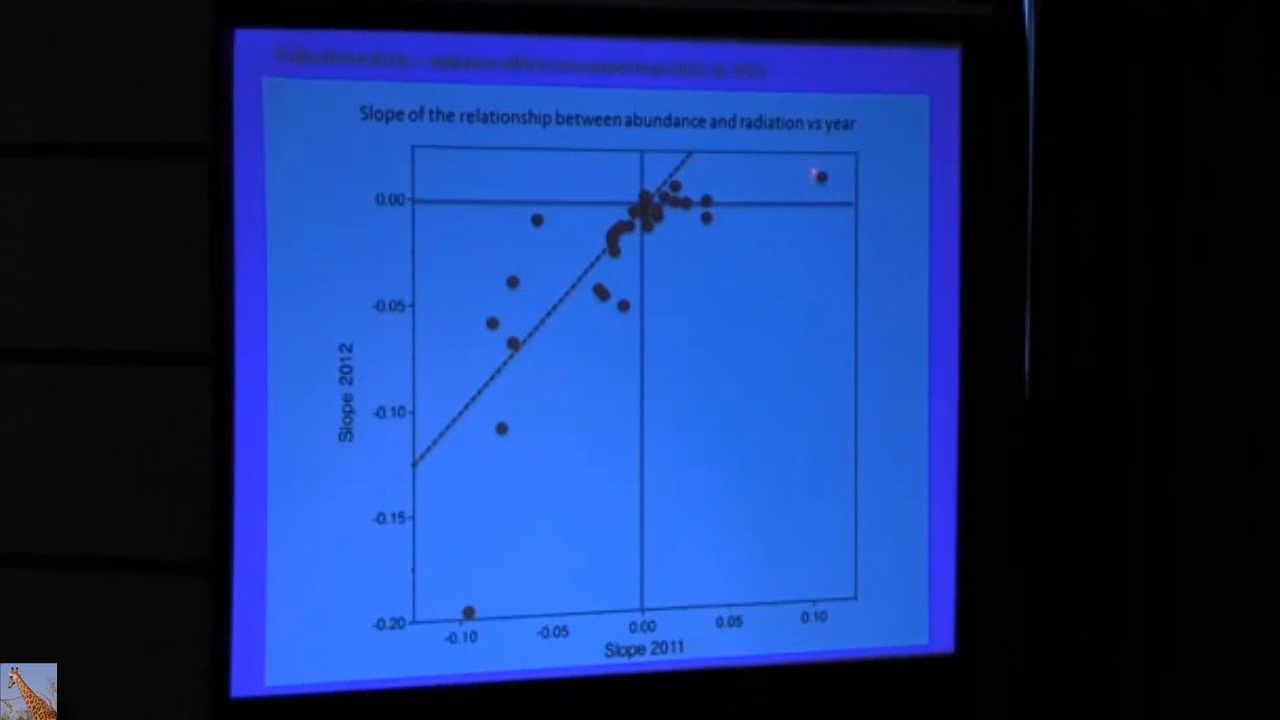 Slope of the relationship between abundance and radiation vs year
0.00
-0.05
-0.10
-0.15
-0.20
Slope 2012
-0.10 -0.05 0.00 0.05 0.10
Slope 2011